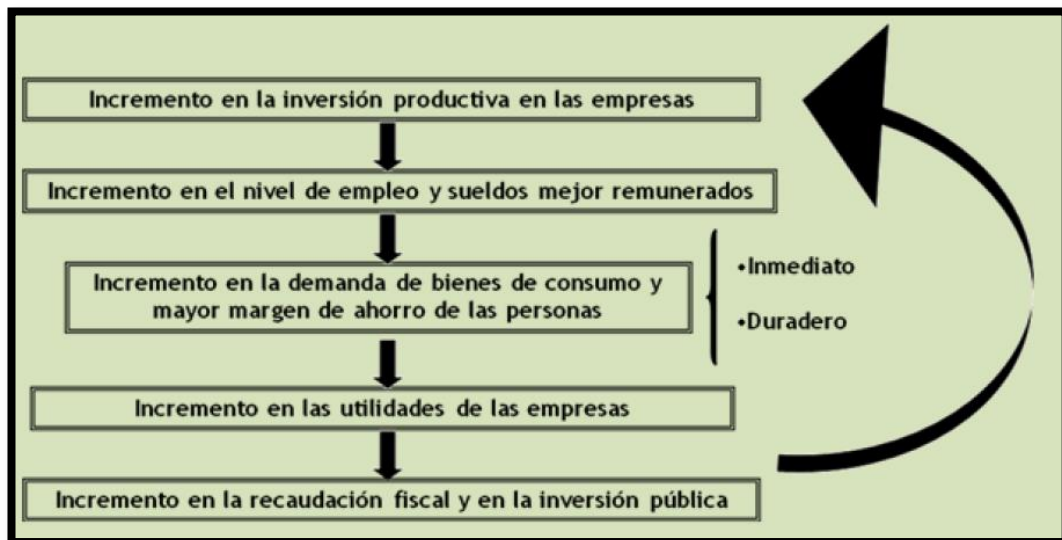 Incremento en la inversión productiva en las empresas
Incremento en el nivel de empleo y sueldos mejor remunerados
Incremento en la demanda de bienes de consumo y
mayor margen de ahorro de las personas
•Inmediato
•Duradero
Incremento en las utilidades de las empresas
Incremento en la recaudación fiscal y en la inversión pública